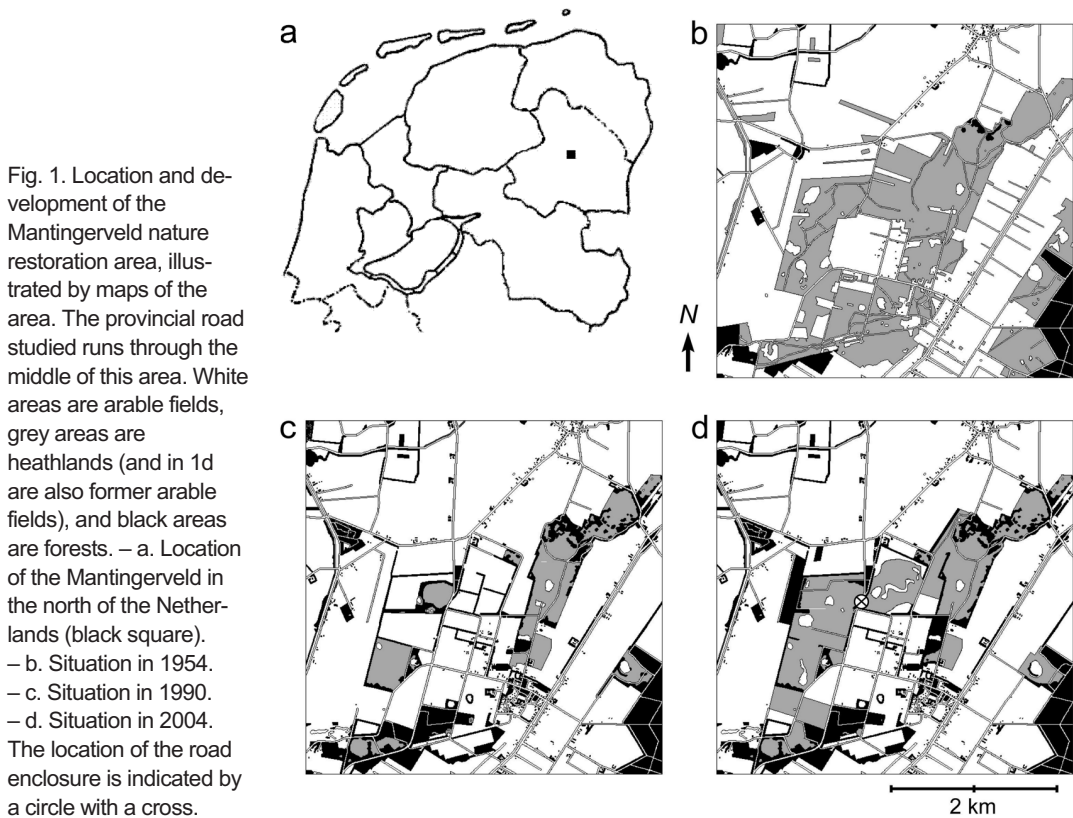 Fig. 1. Location and de-
velopment of the
Mantingerveld nature
restoration area, illus-
trated by maps of the
area. The provincial road
studied runs through the
middle of this area. White
areas are arable fields,
grey areas are
heathlands (and in 1d
are also former arable
fields), and black areas
are forests. – a. Location
of the Mantingerveld in
the north of the Nether-
lands (black square).
– b. Situation in 1954.
– c. Situation in 1990.
– d. Situation in 2004.
The location of the road
enclosure is indicated by
a circle with a cross.
a
b
N
c
d
2 km